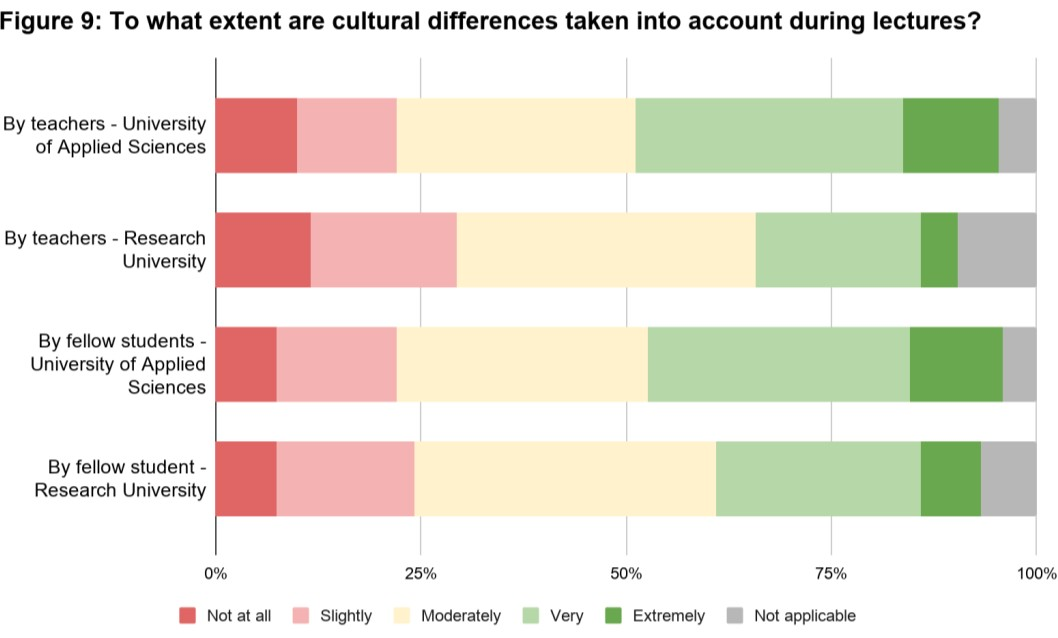 Figure 9: To what extent are cultural differences taken into account during lectures?
By teachers - University
of Applied Sciences
By teachers - Research
University
By fellow students -
University of Applied
Sciences
By fellow student -
Research University
0% 25% 50% 75% 100%
Not at all Slightly Moderately Very Extremely Not applicable